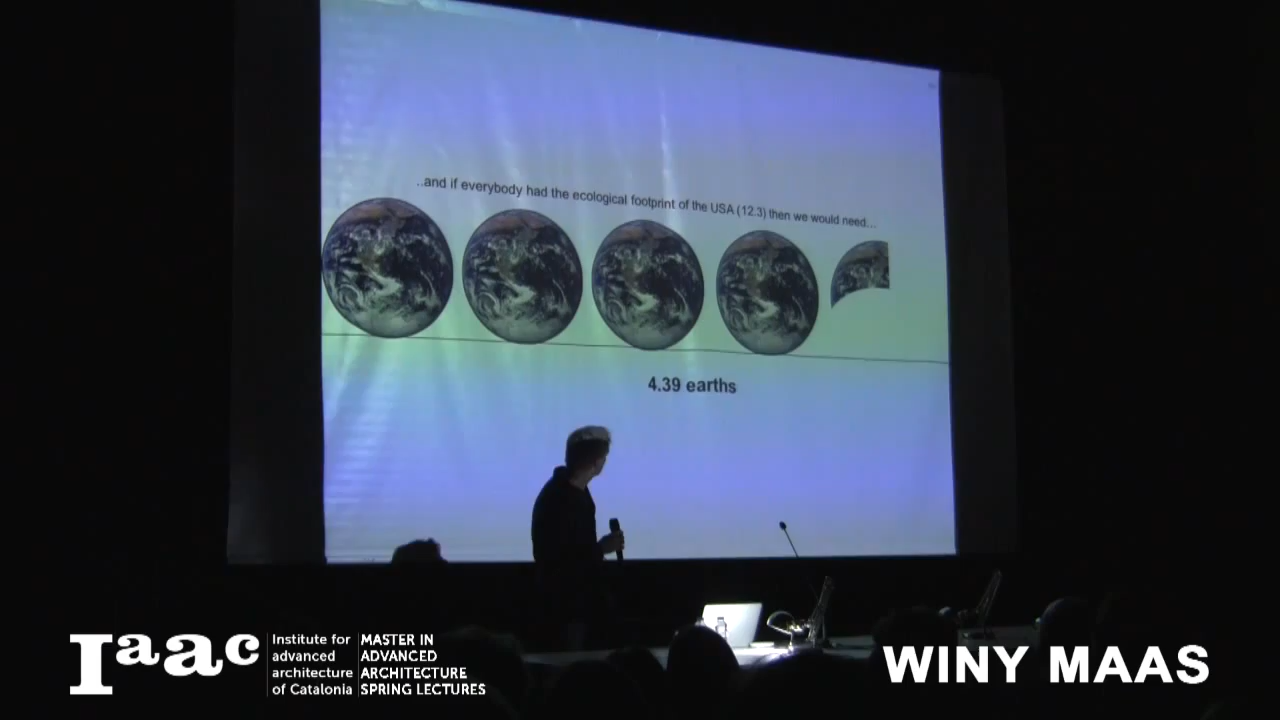 ..and if everybody had the ecological footprint of the USA (12.3) then we would need...
4.39 earths
Iaac
Institute for
advanced
architecture
of Catalonia
MASTER IN
ADVANCED
ARCHITECTURE
SPRING LECTURES
WINY MAAS